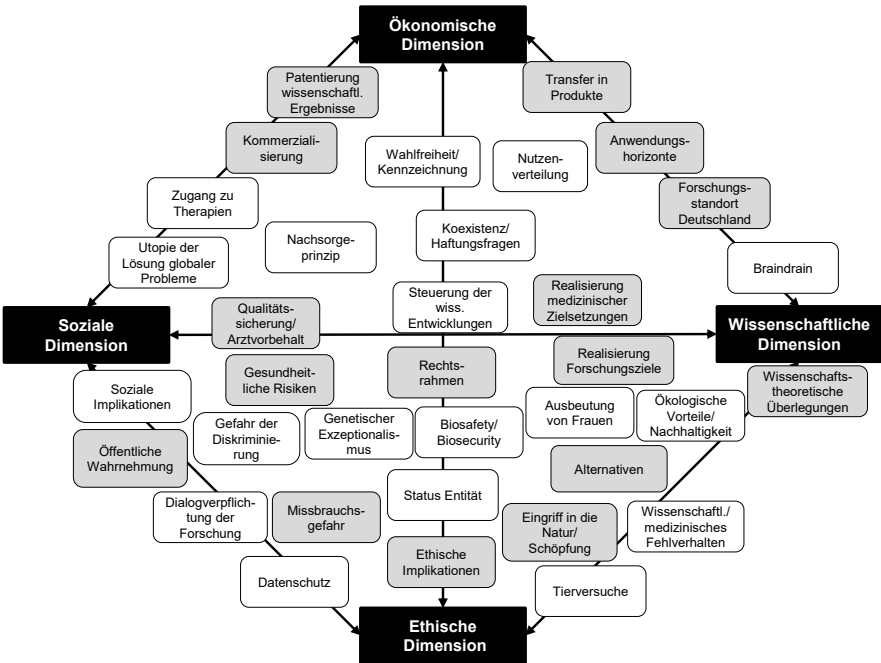 Ökonomische
Dimension
Patentierung
wissenschaftl.
Ergebnisse
Transfer in
Produkte
Kommerziali-
sierung
Wahlfreiheit/
Kennzeichnung
Nutzen-
verteilung
Anwendungs-
horizonte
Zugang zu
Therapien
Forschungs-
standort
Deutschland
Utopie der
Lösung globaler
Probleme
Nachsorge-
prinzip
Koexistenz/
Haftungsfragen
Braindrain
Steuerung der
wiss.
Entwicklungen
Realisierung
medizinischer
Zielsetzungen
Soziale
Dimension
Qualitäts-
sicherung/
Arztvorbehalt
Wissenschaftliche
Dimension
Gesundheit-
liche Risiken
Rechts-
rahmen
Realisierung
Forschungsziele
Wissenschafts-
theoretische
Überlegungen
Soziale
Implikationen
Gefahr der
Diskriminie-
rung
Genetischer
Exzeptionalis-
mus
Biosafety/
Biosecurity
Ausbeutung
von Frauen
Ökologische
Vorteile/
Nachhaltigkeit
Öffentliche
Wahrnehmung
Alternativen
Dialogverpflich-
tung der
Forschung
Missbrauchs-
gefahr
Status Entität
Eingriff in die
Natur/
Schöpfung
Wissenschaftl./
medizinisches
Fehlverhalten
Datenschutz
Ethische
Implikationen
Tierversuche
Ethische
Dimension